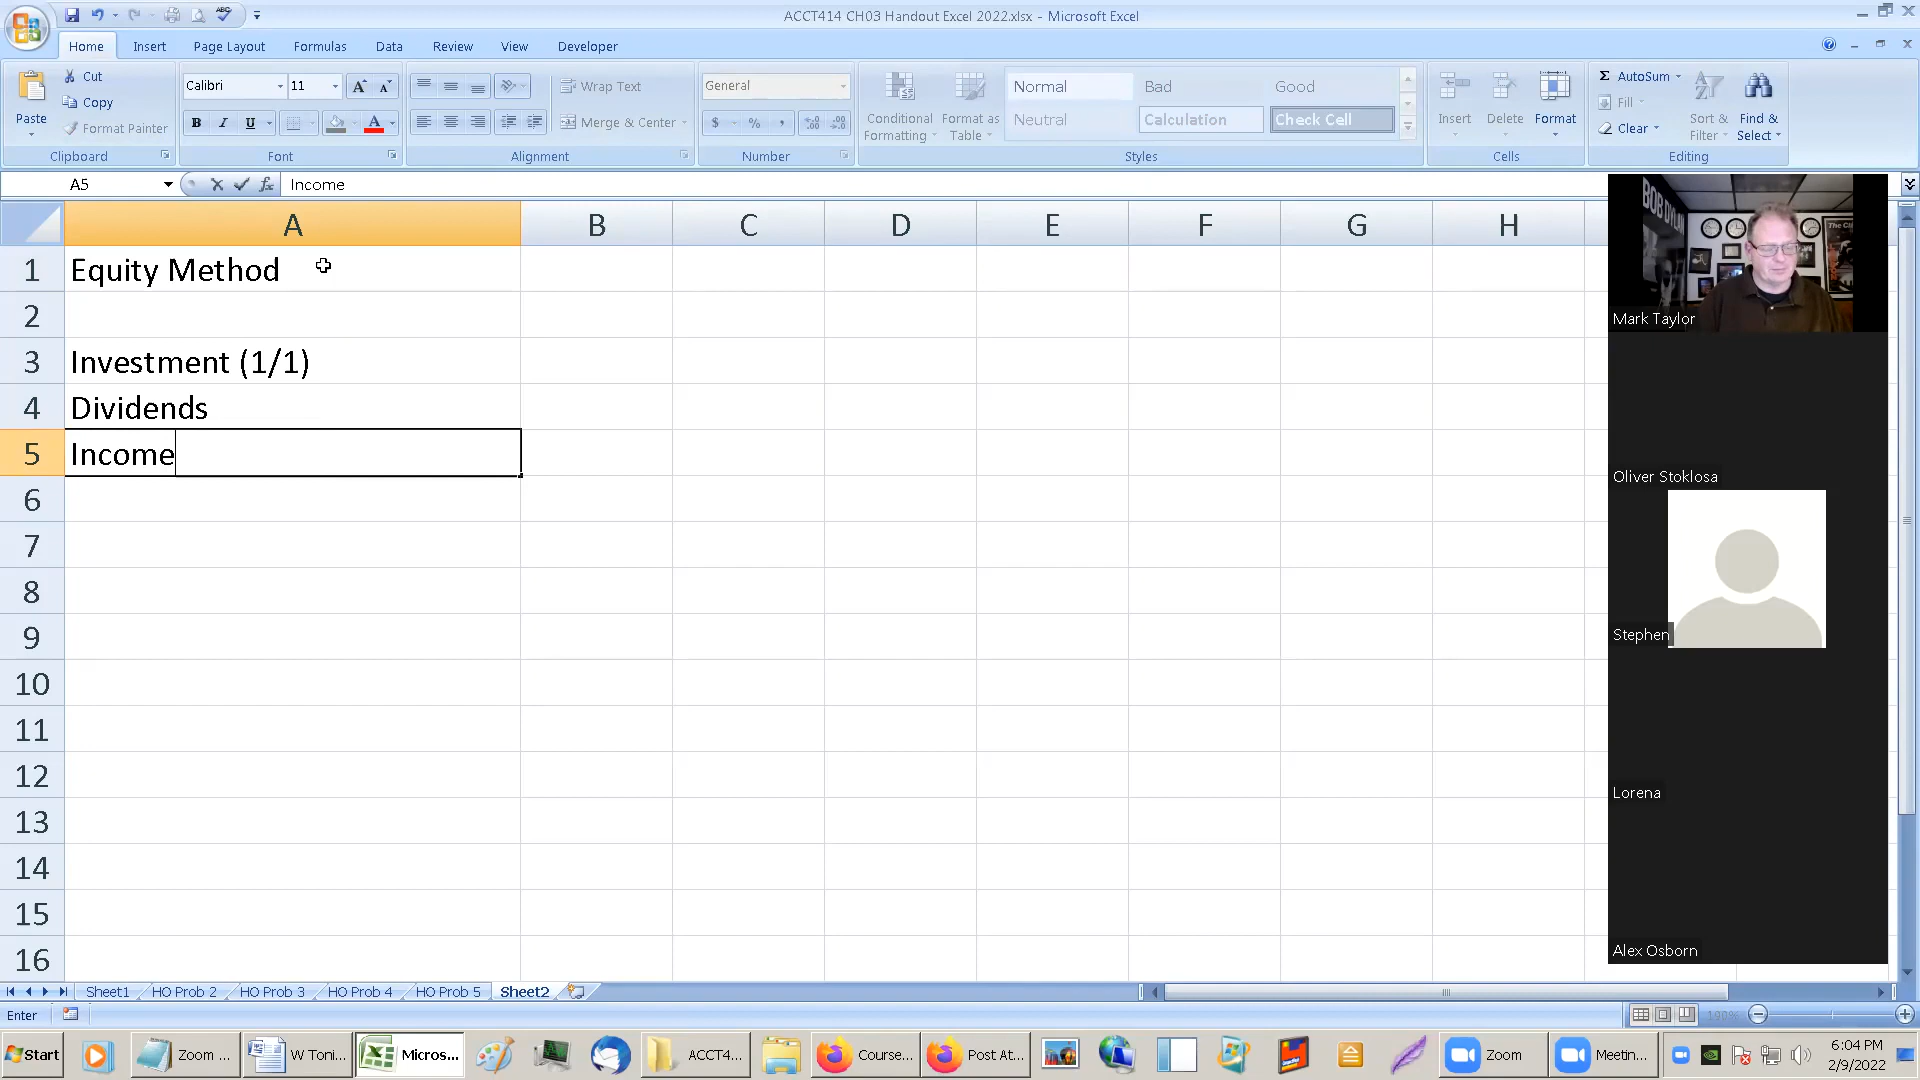 ACCT414 CH03 Handout Excel 2022.xlsx - Microsoft Excel
Home Insert Page Layout Formulas Data Review View Developer
Paste
Cut
Copy
Format Painter
Clipboard
Calibri 11
B I U
Font
Wrap Text
Merge & Center
Alignment
General
$ % ,
Number
Conditional Formatting
Format as Table
Normal Bad Good
Neutral Calculation Check Cell
Styles
Insert Delete Format
Cells
Σ AutoSum
Fill
Clear
Sort & Filter
Find & Select
Editing
A5 fx Income
A B C D E F G H
1 Equity Method
2
3 Investment (1/1)
4 Dividends
5 Income
6
7
8
9
10
11
12
13
14
15
16
BOB DYLAN
Mark Taylor
Oliver Stoklosa
Stephen
Lorena
Alex Osborn
Sheet1 HO Prob 2 HO Prob 3 HO Prob 4 HO Prob 5 Sheet2
Enter 190%
Start Zoom ... W Toni... Micros... ACCT4... Course... Post At... Zoom Meetin...
6:04 PM
2/9/2022